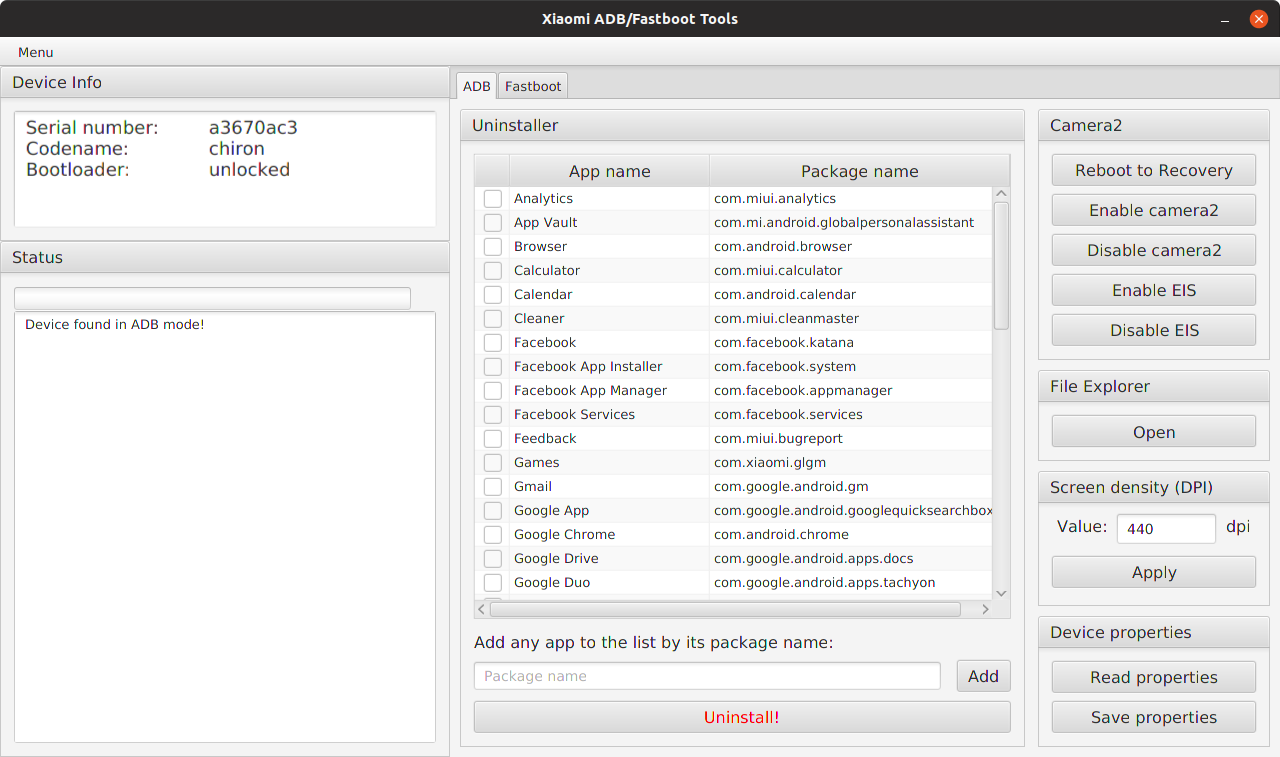 Xiaomi ADB/Fastboot Tools
Menu
Device Info
Serial number: a3670ac3
Codename: chiron
Bootloader: unlocked
Status
Device found in ADB mode!
ADB Fastboot
Uninstaller
App name Package name
Analytics com.miui.analytics
App Vault com.mi.android.globalpersonalassistant
Browser com.android.browser
Calculator com.miui.calculator
Calendar com.android.calendar
Cleaner com.miui.cleanmaster
Facebook com.facebook.katana
Facebook App Installer com.facebook.system
Facebook App Manager com.facebook.appmanager
Facebook Services com.facebook.services
Feedback com.miui.bugreport
Games com.xiaomi.glgm
Gmail com.google.android.gm
Google App com.google.android.googlequicksearchbox
Google Chrome com.android.chrome
Google Drive com.google.android.apps.docs
Google Duo com.google.android.apps.tachyon
Add any app to the list by its package name:
Package name Add
Uninstall!
Camera2
Reboot to Recovery
Enable camera2
Disable camera2
Enable EIS
Disable EIS
File Explorer
Open
Screen density (DPI)
Value: 440 dpi
Apply
Device properties
Read properties
Save properties